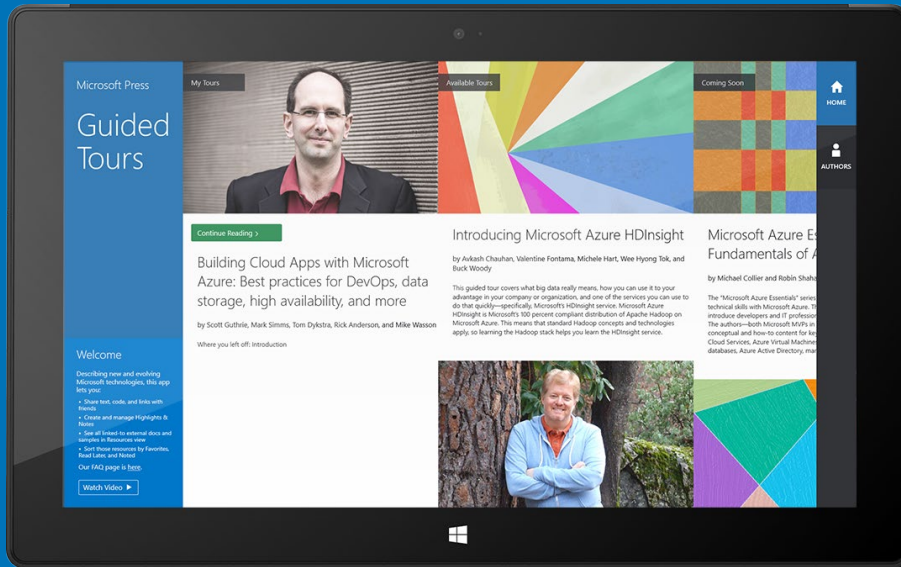 Microsoft Press
Guided
Tours
Welcome
Describing new and evolving
Microsoft technologies, this app
lets you:
• Share text, code, and links with
friends
• Create and manage Highlights &
Notes
• See all linked-to external docs and
samples in Resources view
• Sort those resources by Favorites,
Read Later, and Noted
Our FAQ page is here.
Watch Video
My Tours
Continue Reading >
Building Cloud Apps with Microsoft
Azure: Best practices for DevOps, data
storage, high availability, and more
by Scott Guthrie, Mark Simms, Tom Dykstra, Rick Anderson, and Mike Wasson
Where you left off: Introduction
Available Tours
Introducing Microsoft Azure HDInsight
by Avkash Chauhan, Valentine Fontama, Michele Hart, Wee Hyong Tok, and
Buck Woody
This guided tour covers what big data really means, how you can use it to your
advantage in your company or organization, and one of the services you can use to
do that quickly—specifically, Microsoft's HDInsight service. Microsoft Azure
HDInsight is Microsoft's 100 percent compliant distribution of Apache Hadoop on
Microsoft Azure. This means that standard Hadoop concepts and technologies
apply, so learning the Hadoop stack helps you learn the HDInsight service.
Coming Soon
Microsoft Azure Es
Fundamentals of A
by Michael Collier and Robin Shaha
The "Microsoft Azure Essentials" series
technical skills with Microsoft Azure. Th
introduce developers and IT profession
The authors—both Microsoft MVPs in
conceptual and how-to content for key
Cloud Services, Azure Virtual Machine
databases, Azure Active Directory, ma
HOME
AUTHORS